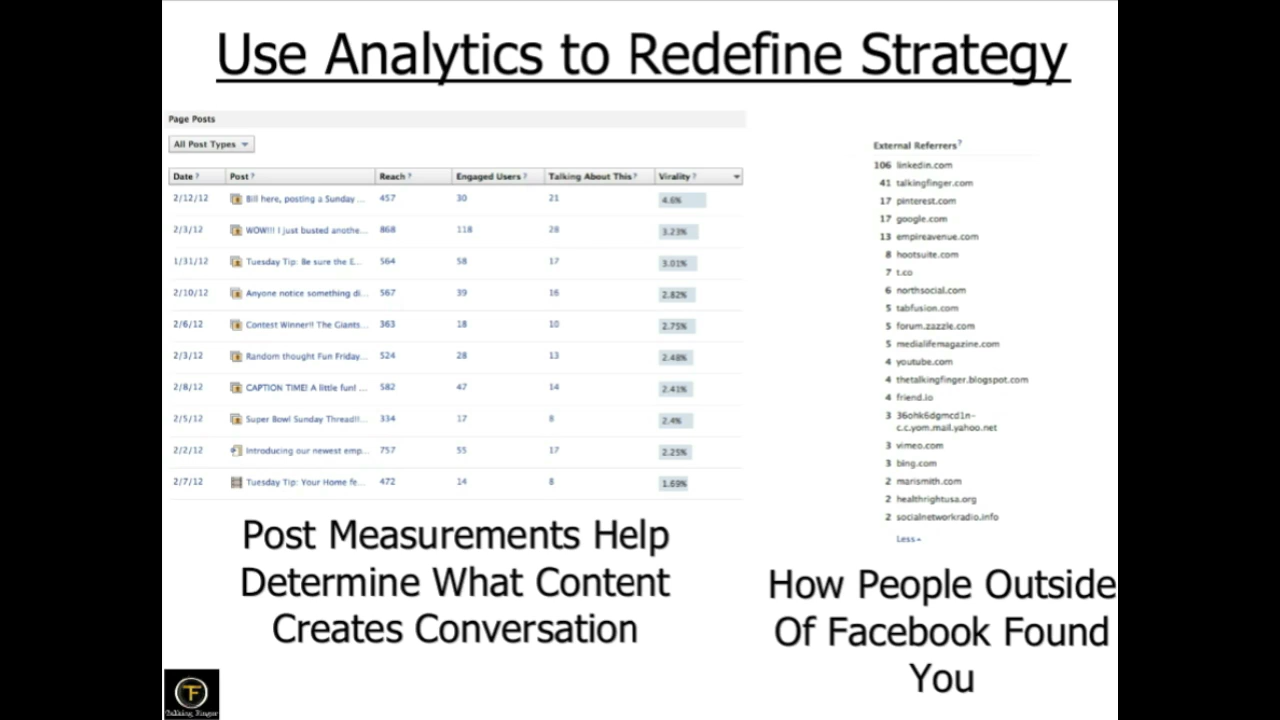 Use Analytics to Redefine Strategy
Page Posts
All Post Types
Date ? Post ? Reach ? Engaged Users ? Talking About This ? Virality ?
2/12/12 Bill here, posting a Sunday ... 457 30 21 4.6%
2/3/12 WOW!!! I just busted anothe... 868 118 28 3.23%
1/31/12 Tuesday Tip: Be sure the E... 564 58 17 3.01%
2/10/12 Anyone notice something di... 567 39 16 2.82%
2/6/12 Contest Winner!! The Giants... 363 18 10 2.75%
2/3/12 Random thought Fun Friday... 524 28 13 2.48%
2/8/12 CAPTION TIME! A little fun! ... 582 47 14 2.41%
2/5/12 Super Bowl Sunday Thread!!... 334 17 8 2.4%
2/2/12 Introducing our newest emp... 757 55 17 2.25%
2/7/12 Tuesday Tip: Your Home fe... 472 14 8 1.69%
Post Measurements Help
Determine What Content
Creates Conversation
External Referrers ?
106 linkedin.com
41 talkingfinger.com
17 pinterest.com
17 google.com
13 empireavenue.com
8 hootsuite.com
7 t.co
6 northsocial.com
5 tabfusion.com
5 forum.zazzle.com
5 medialifemagazine.com
4 youtube.com
4 thetalkingfinger.blogspot.com
4 friend.io
3 36ohk6dgmcd1n-
c.c.yom.mail.yahoo.net
3 vimeo.com
3 bing.com
2 marismith.com
2 healthrightusa.org
2 socialnetworkradio.info
Less
How People Outside
Of Facebook Found
You
TF
Talking Finger